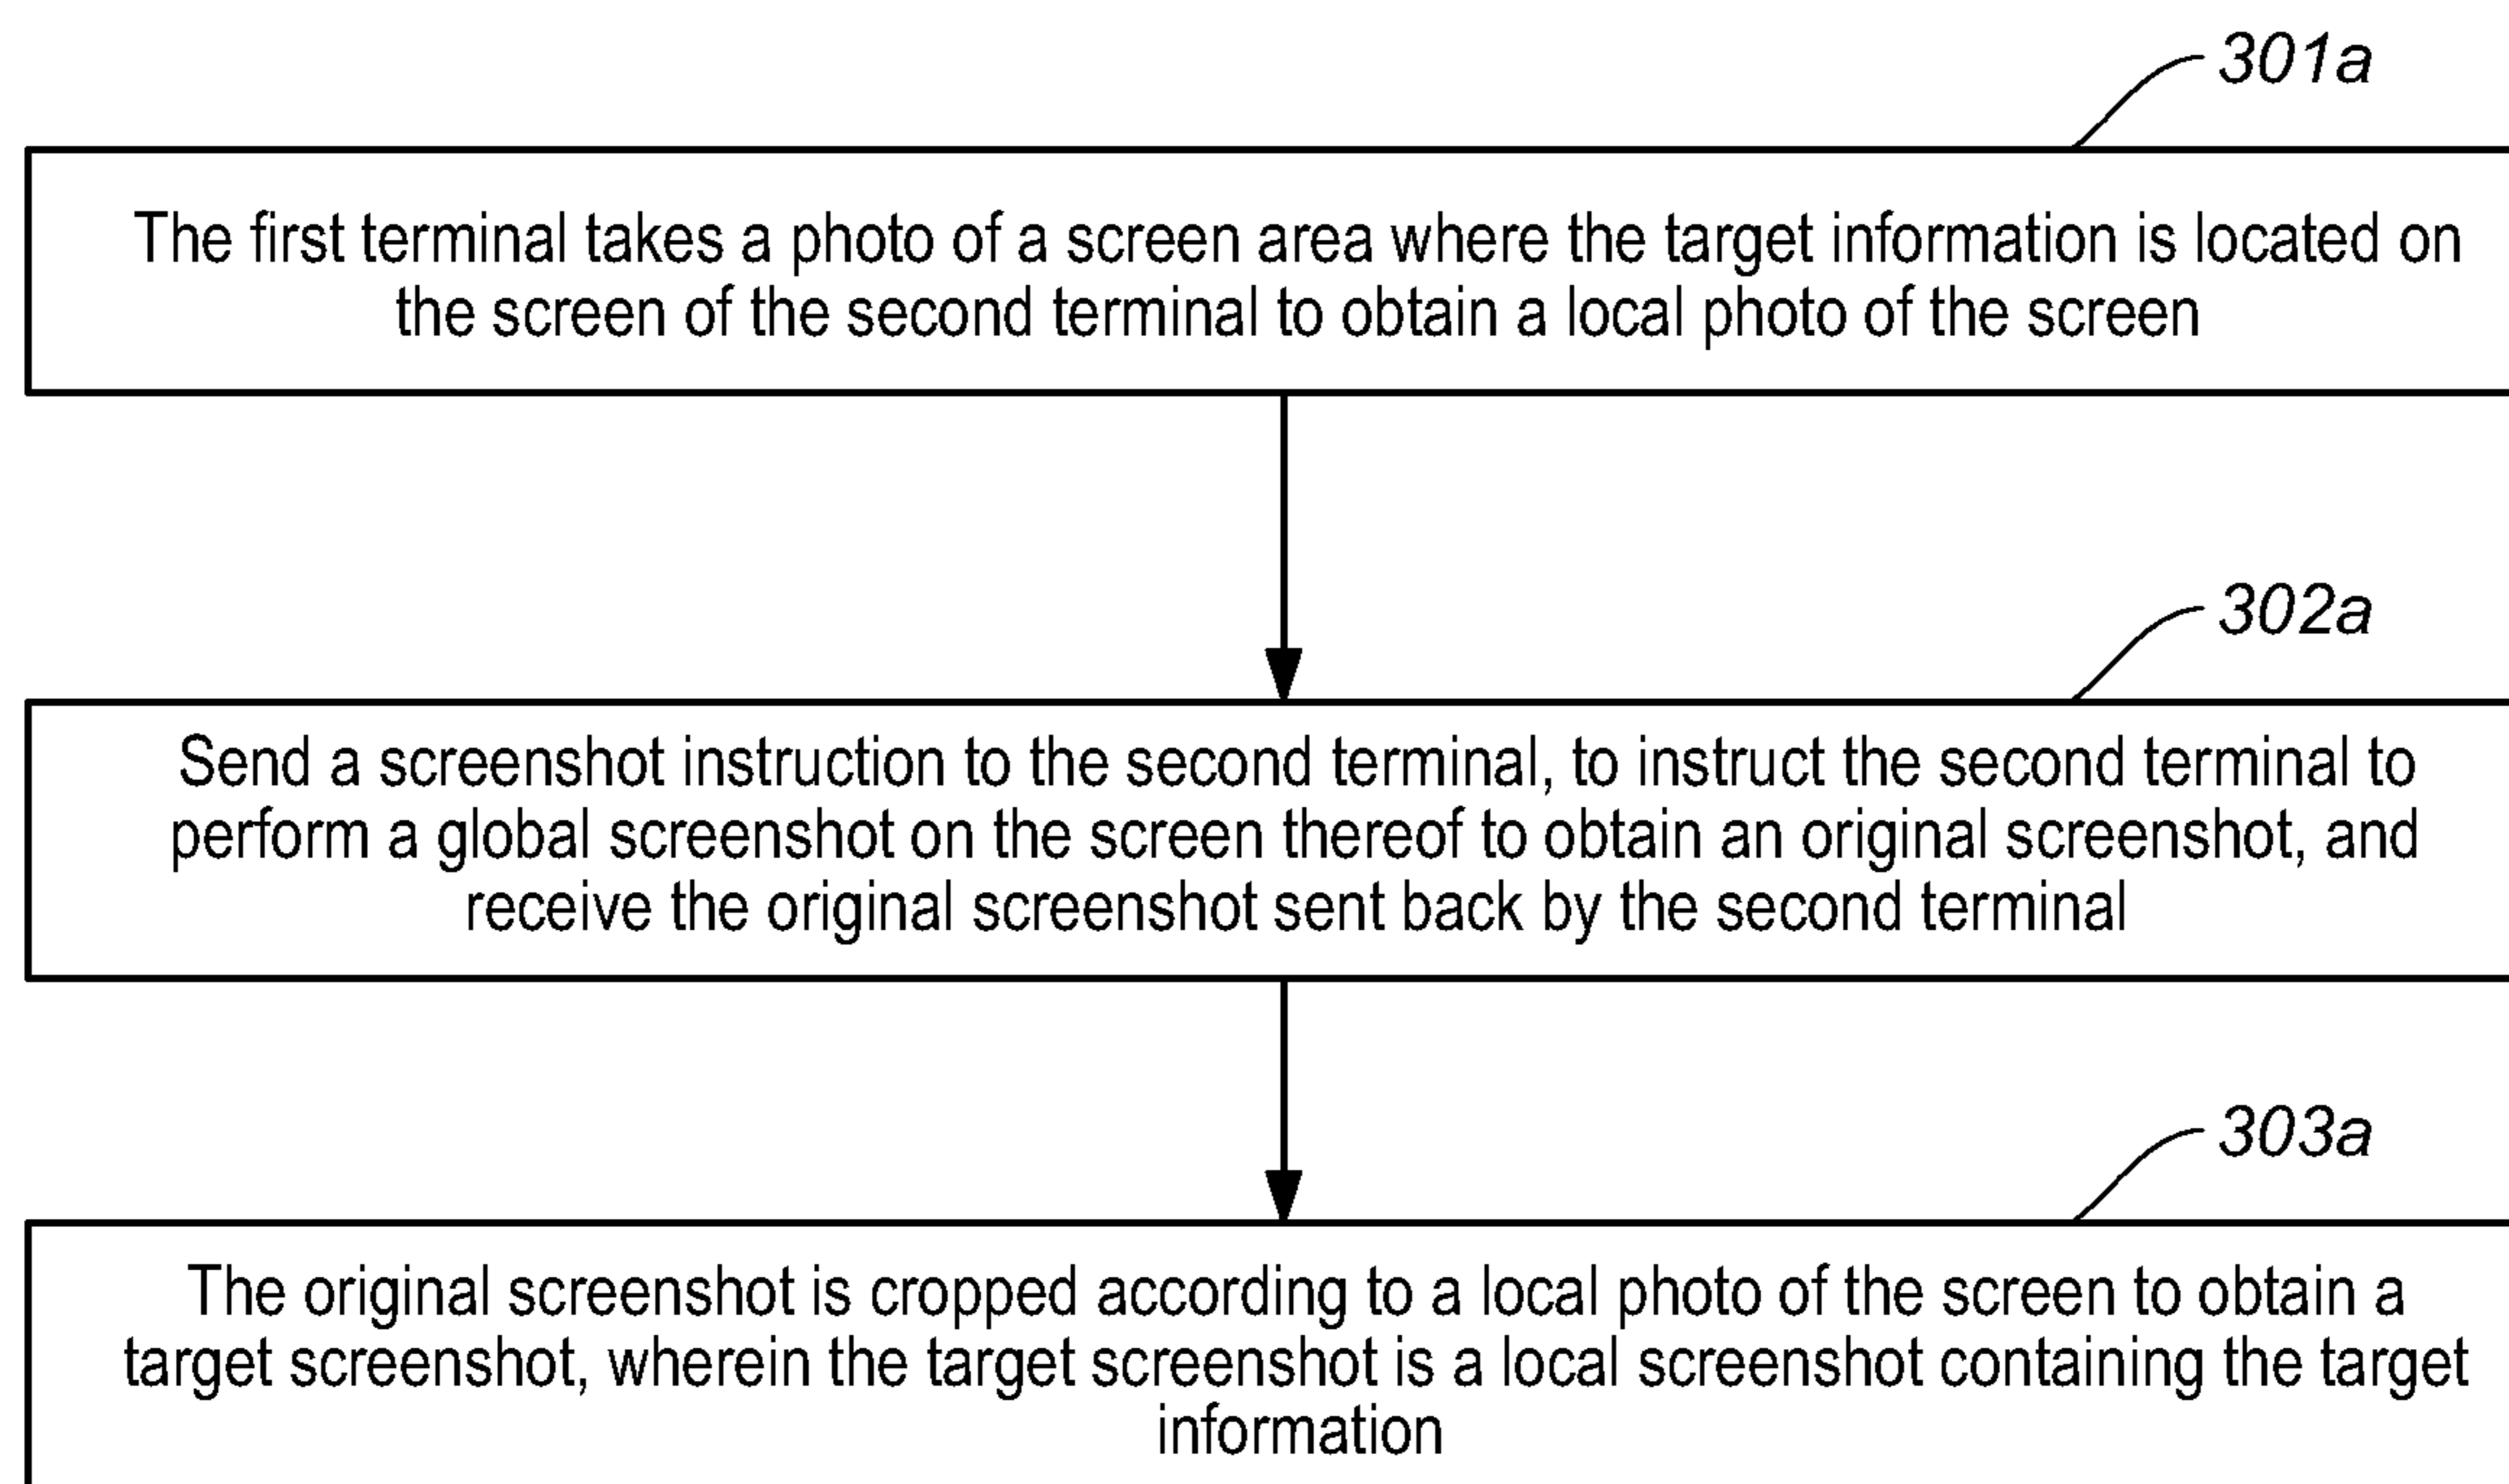 301a
The first terminal takes a photo of a screen area where the target information is located on
the screen of the second terminal to obtain a local photo of the screen
302a
Send a screenshot instruction to the second terminal, to instruct the second terminal to
perform a global screenshot on the screen thereof to obtain an original screenshot, and
receive the original screenshot sent back by the second terminal
303a
The original screenshot is cropped according to a local photo of the screen to obtain a
target screenshot, wherein the target screenshot is a local screenshot containing the target
information